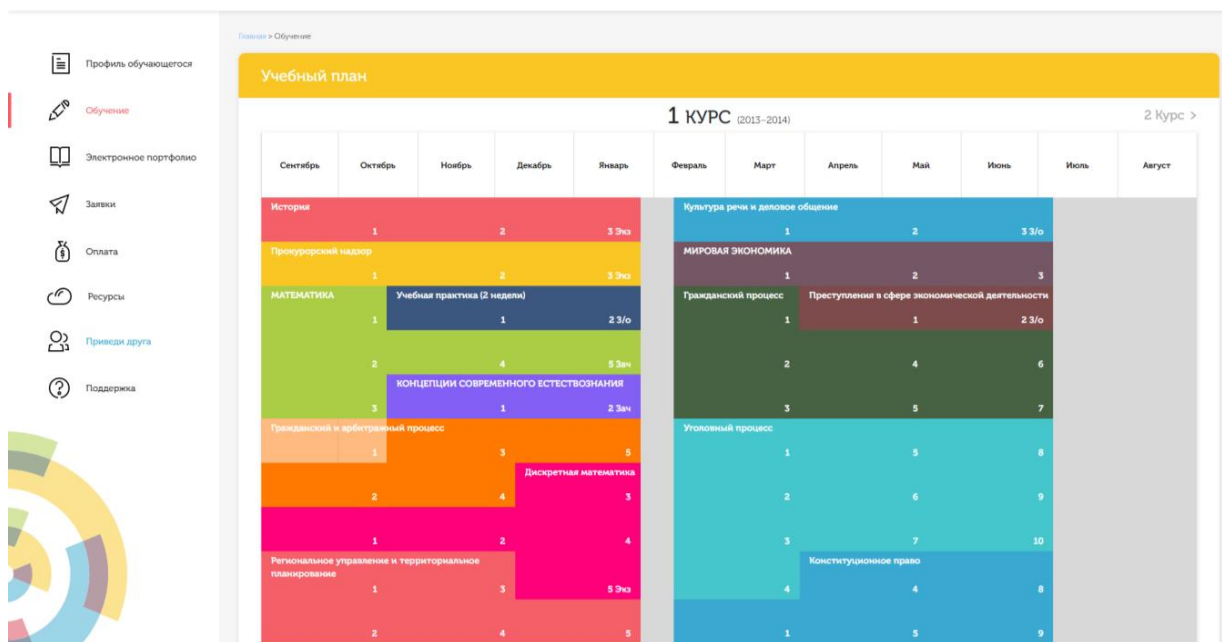 Главная > Обучение
Профиль обучающегося
Обучение
Электронное портфолио
Заявки
Оплата
Ресурсы
Приведи друга
Поддержка
Учебный план
1 КУРС (2013–2014)
2 Курс >
Сентябрь Октябрь Ноябрь Декабрь Январь Февраль Март Апрель Май Июнь Июль Август
История Культура речи и деловое общение
1 2 3 Экз 1 2 3 З/о
Прокурорский надзор МИРОВАЯ ЭКОНОМИКА
1 2 3 Экз 1 2 3
МАТЕМАТИКА Учебная практика (2 недели) Гражданский процесс Преступления в сфере экономической деятельности
1 1 2 З/о 1 1 2 З/о
2 4 5 Зач 2 4 6
КОНЦЕПЦИИ СОВРЕМЕННОГО ЕСТЕСТВОЗНАНИЯ
3 1 2 Зач 3 5 7
Гражданский и арбитражный процесс Уголовный процесс
1 3 5 1 5 8
Дискретная математика
2 4 3 2 6 9
1 2 4 3 7 10
Региональное управление и территориальное Конституционное право
планирование
1 3 5 Экз 4 4 8
2 4 5 1 5 9